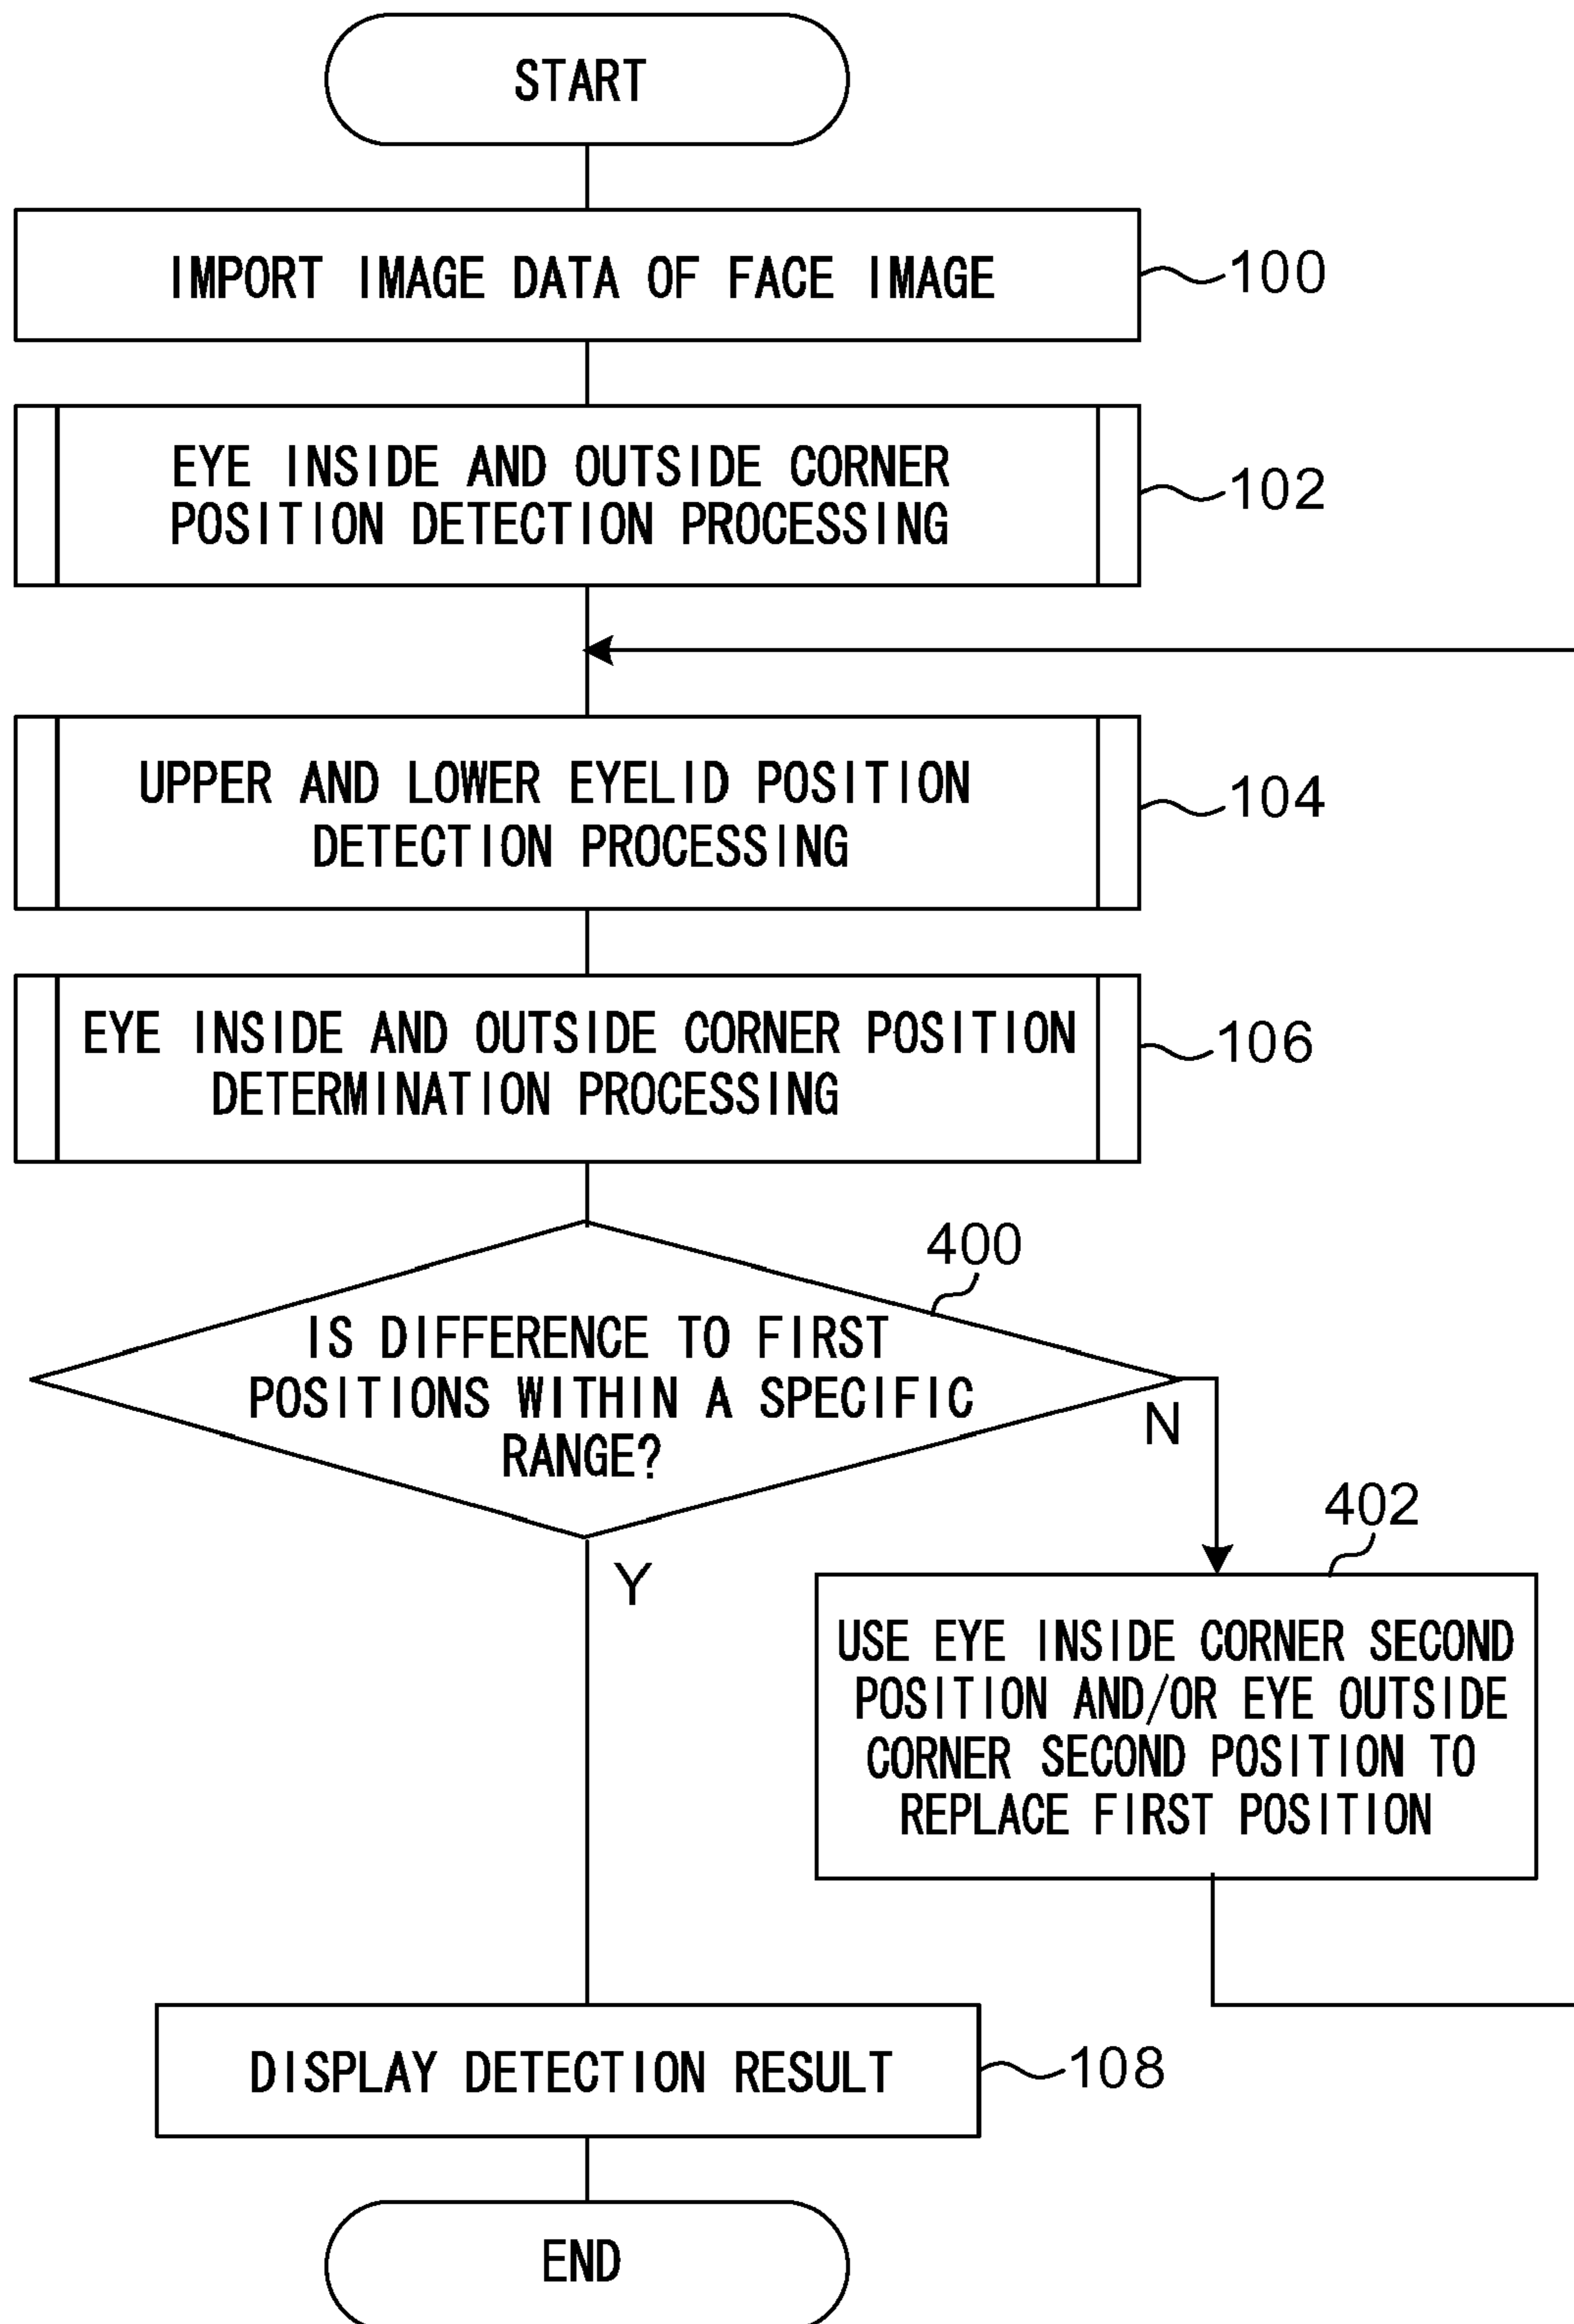 START
IMPORT IMAGE DATA OF FACE IMAGE
100
EYE INSIDE AND OUTSIDE CORNER
POSITION DETECTION PROCESSING
102
UPPER AND LOWER EYELID POSITION
DETECTION PROCESSING
104
EYE INSIDE AND OUTSIDE CORNER POSITION
DETERMINATION PROCESSING
106
400
IS DIFFERENCE TO FIRST
POSITIONS WITHIN A SPECIFIC
RANGE?
N
Y
402
USE EYE INSIDE CORNER SECOND
POSITION AND/OR EYE OUTSIDE
CORNER SECOND POSITION TO
REPLACE FIRST POSITION
DISPLAY DETECTION RESULT
108
END